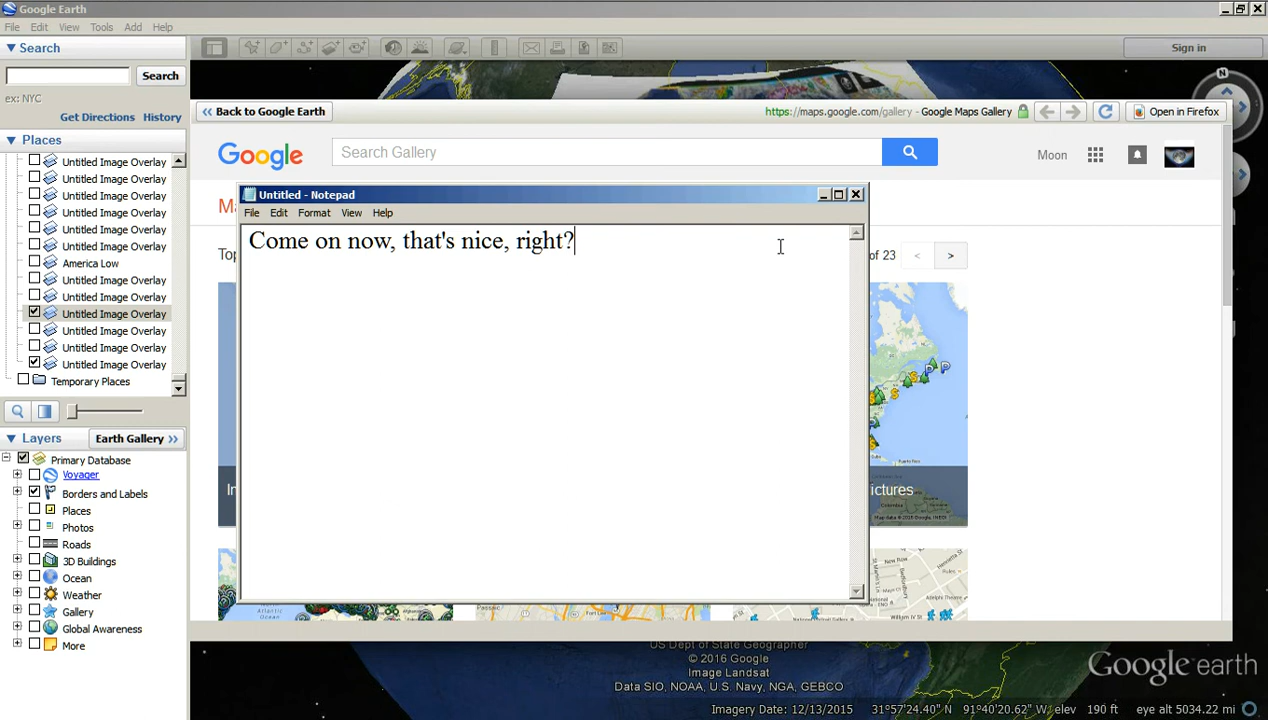 Google Earth
File Edit View Tools Add Help
Search
Sign in
Search
ex: NYC
Get Directions History
Places
Untitled Image Overlay
Untitled Image Overlay
Untitled Image Overlay
Untitled Image Overlay
Untitled Image Overlay
Untitled Image Overlay
America Low
Untitled Image Overlay
Untitled Image Overlay
Untitled Image Overlay
Untitled Image Overlay
Untitled Image Overlay
Untitled Image Overlay
Temporary Places
Layers Earth Gallery >>
Primary Database
Voyager
Borders and Labels
Places
Photos
Roads
3D Buildings
Ocean
Weather
Gallery
Global Awareness
More
N
<< Back to Google Earth
https://maps.google.com/gallery - Google Maps Gallery
Open in Firefox
Google
Search Gallery
Moon
Untitled - Notepad
File Edit Format View Help
Come on now, that's nice, right?
of 23 < >
ictures
US Dept of State Geographer
© 2016 Google
Image Landsat
Data SIO, NOAA, U.S. Navy, NGA, GEBCO
Google earth
Imagery Date: 12/13/2015 31°57'24.40" N 91°40'20.62" W elev 190 ft eye alt 5034.22 mi